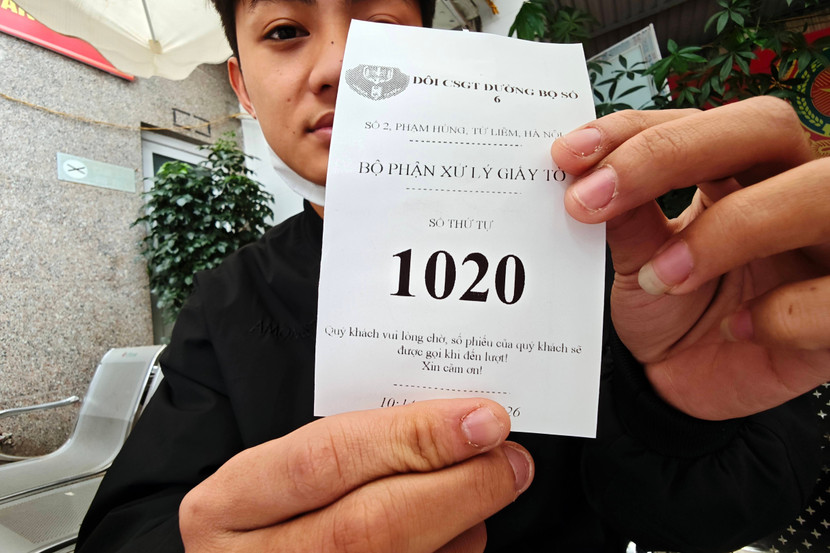 ĐỘI CSGT ĐƯỜNG BỘ SỐ
6
SỐ 2, PHẠM HÙNG, TỪ LIÊM, HÀ NỘI
BỘ PHẬN XỬ LÝ GIẤY TỜ
SỐ THỨ TỰ
1020
Quý khách vui lòng chờ, số phiếu của quý khách sẽ
được gọi khi đến lượt!
Xin cảm ơn!